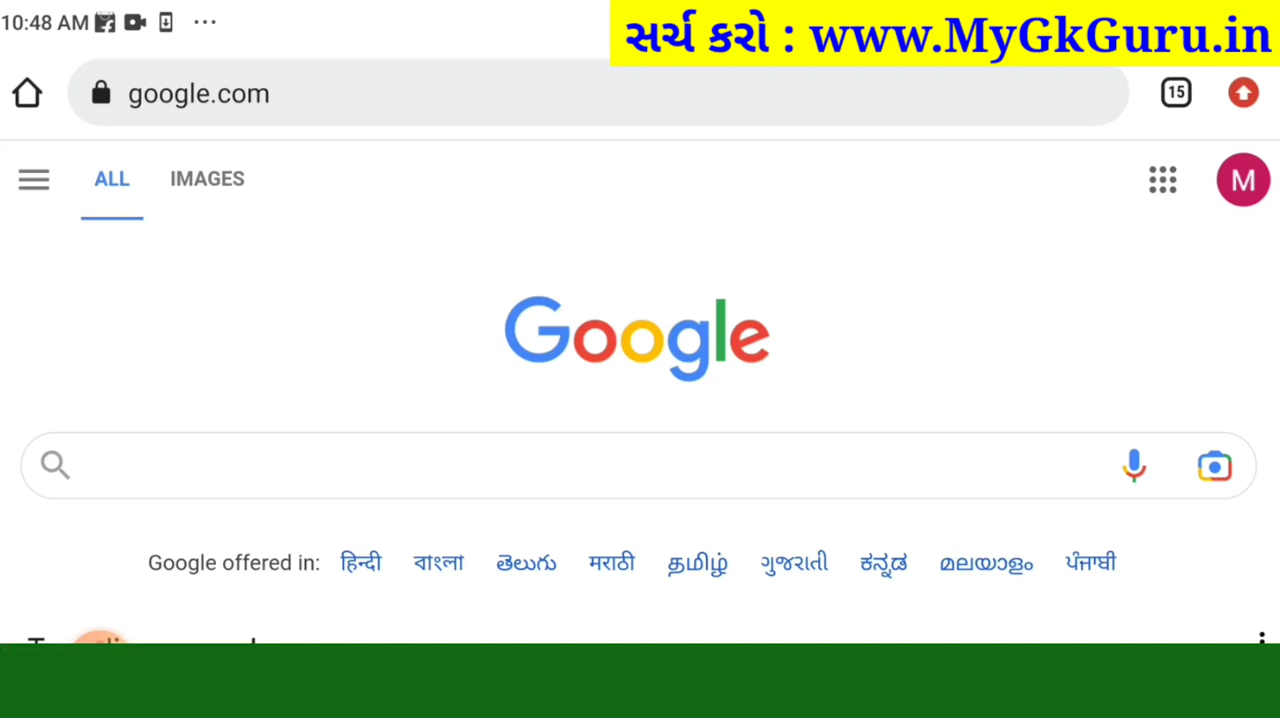 10:48 AM
સર્ચ કરો : www.MyGkGuru.in
google.com
15
ALL IMAGES
M
Google
Google offered in: हिन्दी বাংলা తెలుగు मराठी தமிழ் ગુજરાતી ಕನ್ನಡ മലയാളം ਪੰਜਾਬੀ